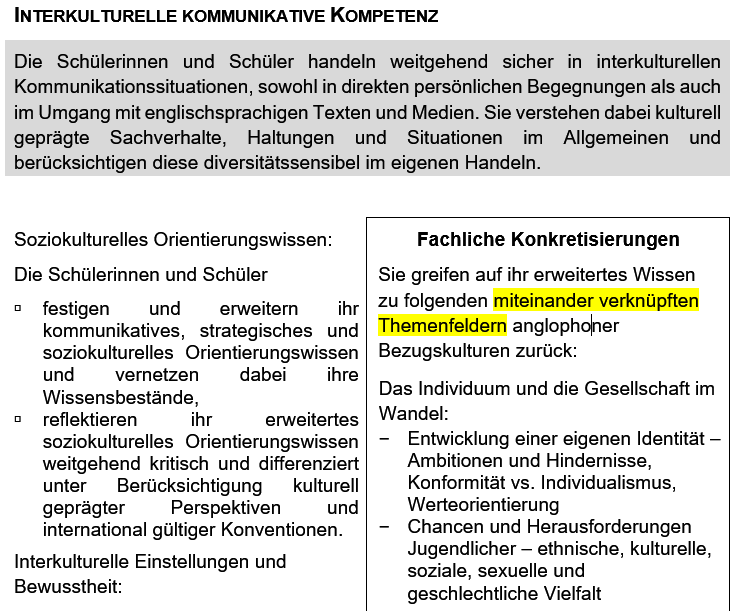 INTERKULTURELLE KOMMUNIKATIVE KOMPETENZ
Die Schülerinnen und Schüler handeln weitgehend sicher in interkulturellen
Kommunikationssituationen, sowohl in direkten persönlichen Begegnungen als auch
im Umgang mit englischsprachigen Texten und Medien. Sie verstehen dabei kulturell
geprägte Sachverhalte, Haltungen und Situationen im Allgemeinen und
berücksichtigen diese diversitätssensibel im eigenen Handeln.
Soziokulturelles Orientierungswissen:
Die Schülerinnen und Schüler
▫ festigen und erweitern ihr
kommunikatives, strategisches und
soziokulturelles Orientierungswissen
und vernetzen dabei ihre
Wissensbestände,
▫ reflektieren ihr erweitertes
soziokulturelles Orientierungswissen
weitgehend kritisch und differenziert
unter Berücksichtigung kulturell
geprägter Perspektiven und
international gültiger Konventionen.
Interkulturelle Einstellungen und
Bewusstheit:
Fachliche Konkretisierungen
Sie greifen auf ihr erweitertes Wissen
zu folgenden miteinander verknüpften
Themenfeldern anglophoner
Bezugskulturen zurück:
Das Individuum und die Gesellschaft im
Wandel:
− Entwicklung einer eigenen Identität –
Ambitionen und Hindernisse,
Konformität vs. Individualismus,
Werteorientierung
− Chancen und Herausforderungen
Jugendlicher – ethnische, kulturelle,
soziale, sexuelle und
geschlechtliche Vielfalt